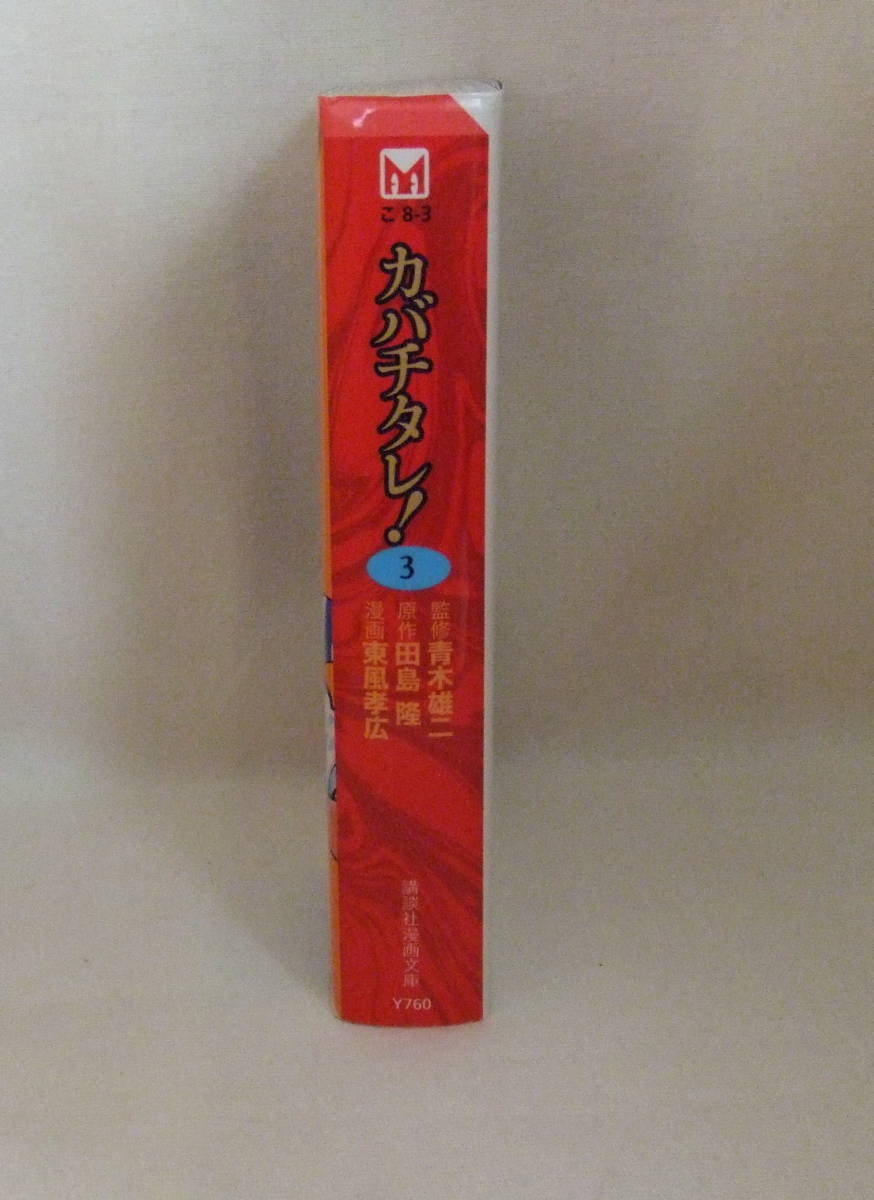 こ 8-3
カバチタレ!
3
監修 青木雄二
原作 田島 隆
漫画 東風孝広
講談社漫画文庫
Y760